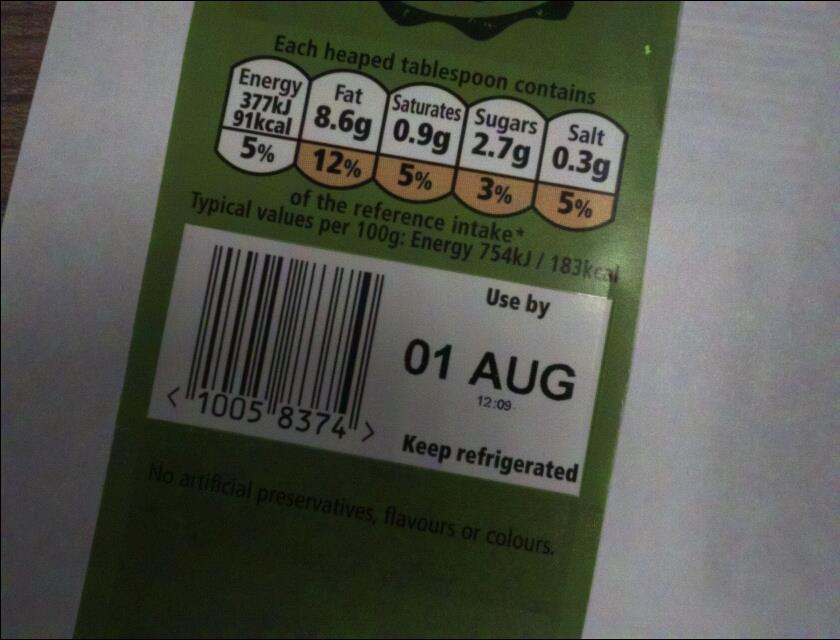 Each heaped tablespoon contains
Energy
377kJ
91kcal
5%
Fat
8.6g
12%
Saturates
0.9g
5%
Sugars
2.7g
3%
Salt
0.3g
5%
of the reference intake*
Typical values per 100g: Energy 754kJ / 183kcal
Use by
01 AUG
12:09
Keep refrigerated
< 1005 8374 >
No artificial preservatives, flavours or colours.